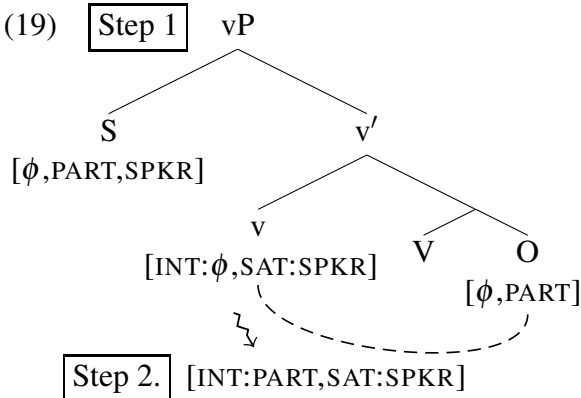 (19) Step 1 vP
S v′
[ϕ,PART,SPKR]
v V O
[INT:ϕ,SAT:SPKR]
[ϕ,PART]
Step 2. [INT:PART,SAT:SPKR]